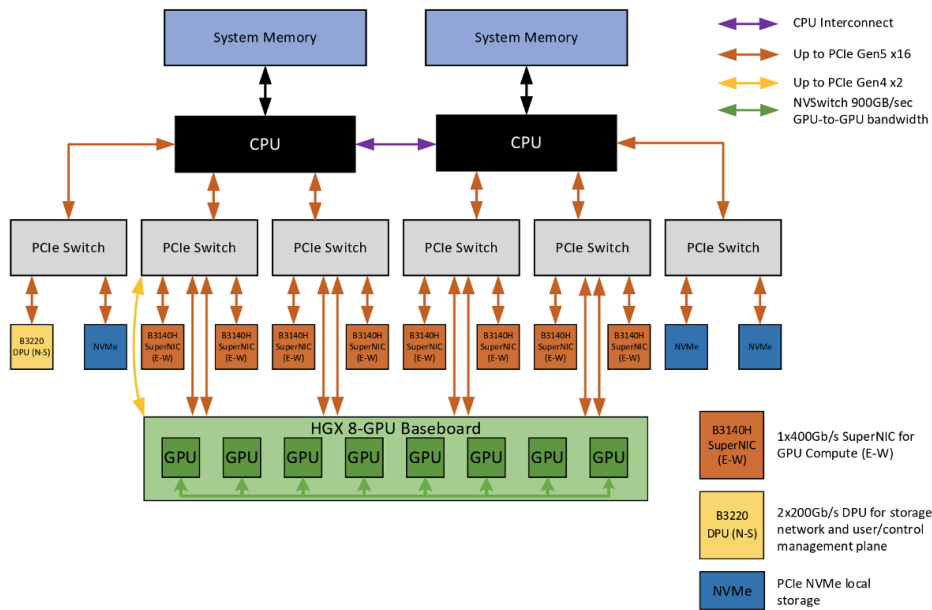 System Memory
System Memory
CPU Interconnect
Up to PCIe Gen5 x16
Up to PCIe Gen4 x2
NVSwitch 900GB/sec
GPU-to-GPU bandwidth
CPU
CPU
PCIe Switch
PCIe Switch
PCIe Switch
PCIe Switch
PCIe Switch
PCIe Switch
B3220
DPU (N-S)
NVMe
B3140H
SuperNIC
(E-W)
B3140H
SuperNIC
(E-W)
B3140H
SuperNIC
(E-W)
B3140H
SuperNIC
(E-W)
B3140H
SuperNIC
(E-W)
B3140H
SuperNIC
(E-W)
B3140H
SuperNIC
(E-W)
B3140H
SuperNIC
(E-W)
NVMe
NVMe
HGX 8-GPU Baseboard
GPU
GPU
GPU
GPU
GPU
GPU
GPU
GPU
B3140H
SuperNIC
(E-W)
1x400Gb/s SuperNIC for
GPU Compute (E-W)
B3220
DPU (N-S)
2x200Gb/s DPU for storage
network and user/control
management plane
NVMe
PCIe NVMe local
storage